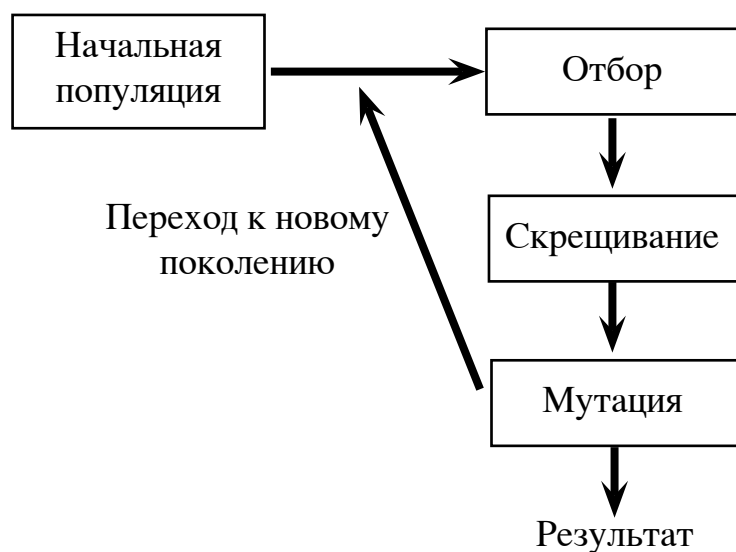 Начальная
популяция
Отбор
Переход к новому
поколению
Скрещивание
Мутация
Результат